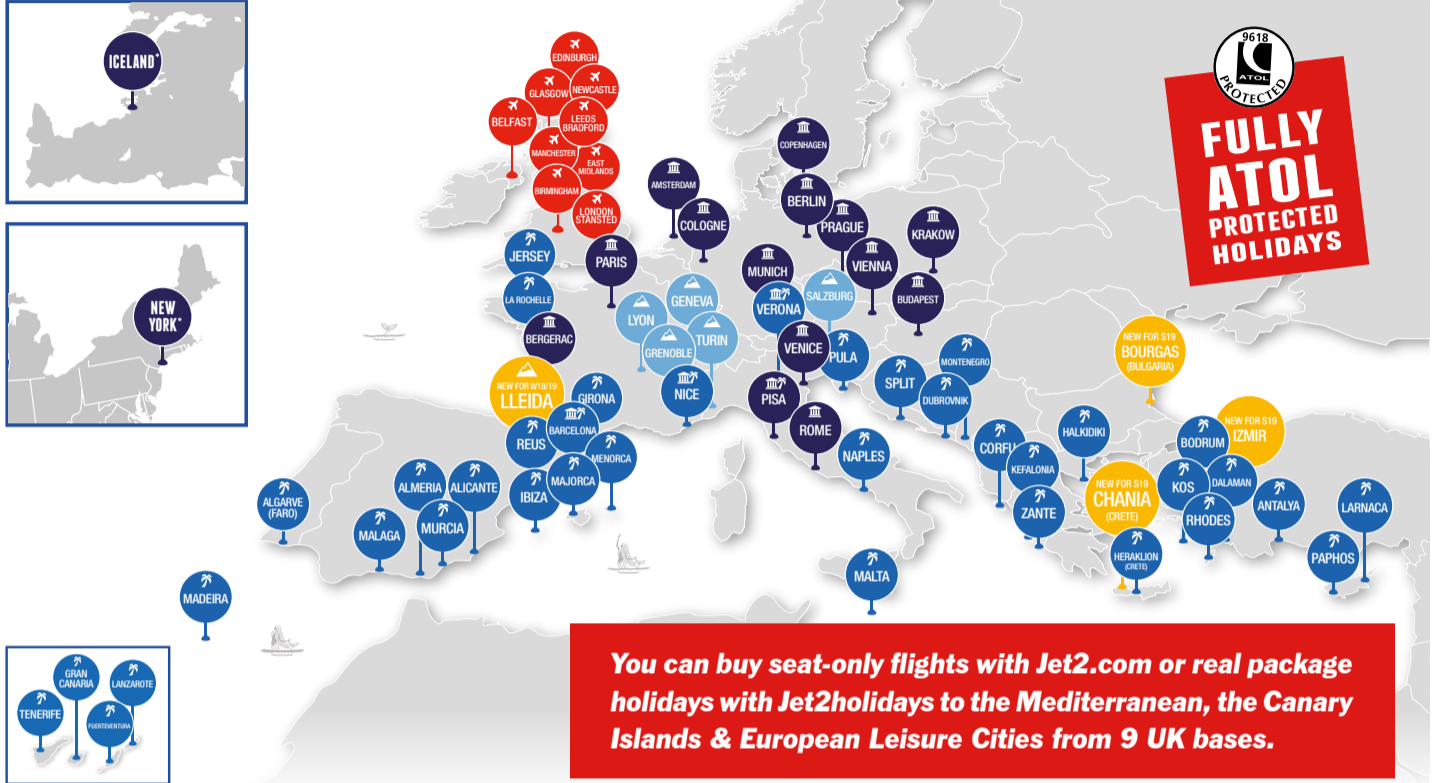 ICELAND*
NEW
YORK*
EDINBURGH
GLASGOW
NEWCASTLE
BELFAST
LEEDS
BRADFORD
MANCHESTER
EAST
MIDLANDS
BIRMINGHAM
LONDON
STANSTED
JERSEY
LA ROCHELLE
PARIS
BERGERAC
AMSTERDAM
COLOGNE
COPENHAGEN
BERLIN
PRAGUE
KRAKOW
VIENNA
MUNICH
BUDAPEST
SALZBURG
VERONA
GENEVA
LYON
TURIN
GRENOBLE
VENICE
PULA
NICE
PISA
ROME
NAPLES
SPLIT
MONTENEGRO
DUBROVNIK
NEW FOR W18/19
LLEIDA
GIRONA
BARCELONA
REUS
MENORCA
MAJORCA
IBIZA
ALMERIA
ALICANTE
MURCIA
MALAGA
ALGARVE
(FARO)
MADEIRA
GRAN
CANARIA
LANZAROTE
TENERIFE
FUERTEVENTURA
MALTA
CORFU
KEFALONIA
ZANTE
HALKIDIKI
NEW FOR S19
BOURGAS
(BULGARIA)
NEW FOR S19
IZMIR
BODRUM
NEW FOR S19
CHANIA
(CRETE)
KOS
DALAMAN
RHODES
ANTALYA
HERAKLION
(CRETE)
LARNACA
PAPHOS
9618
ATOL
PROTECTED
FULLY
ATOL
PROTECTED
HOLIDAYS
You can buy seat-only flights with Jet2.com or real package
holidays with Jet2holidays to the Mediterranean, the Canary
Islands & European Leisure Cities from 9 UK bases.